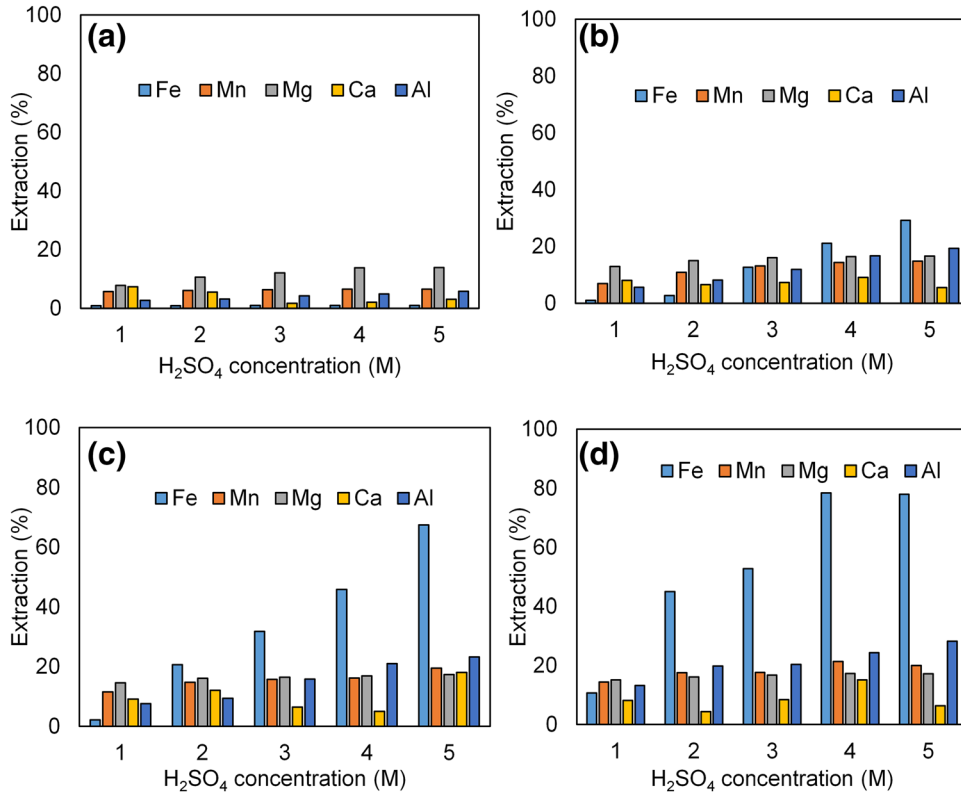 (a)
100
80
60
40
20
0
Extraction (%)
Fe Mn Mg Ca Al
1 2 3 4 5
H₂SO₄ concentration (M)
(b)
100
80
60
40
20
0
Extraction (%)
Fe Mn Mg Ca Al
1 2 3 4 5
H₂SO₄ concentration (M)
(c)
100
80
60
40
20
0
Extraction (%)
Fe Mn Mg Ca Al
1 2 3 4 5
H₂SO₄ concentration (M)
(d)
100
80
60
40
20
0
Extraction (%)
Fe Mn Mg Ca Al
1 2 3 4 5
H₂SO₄ concentration (M)